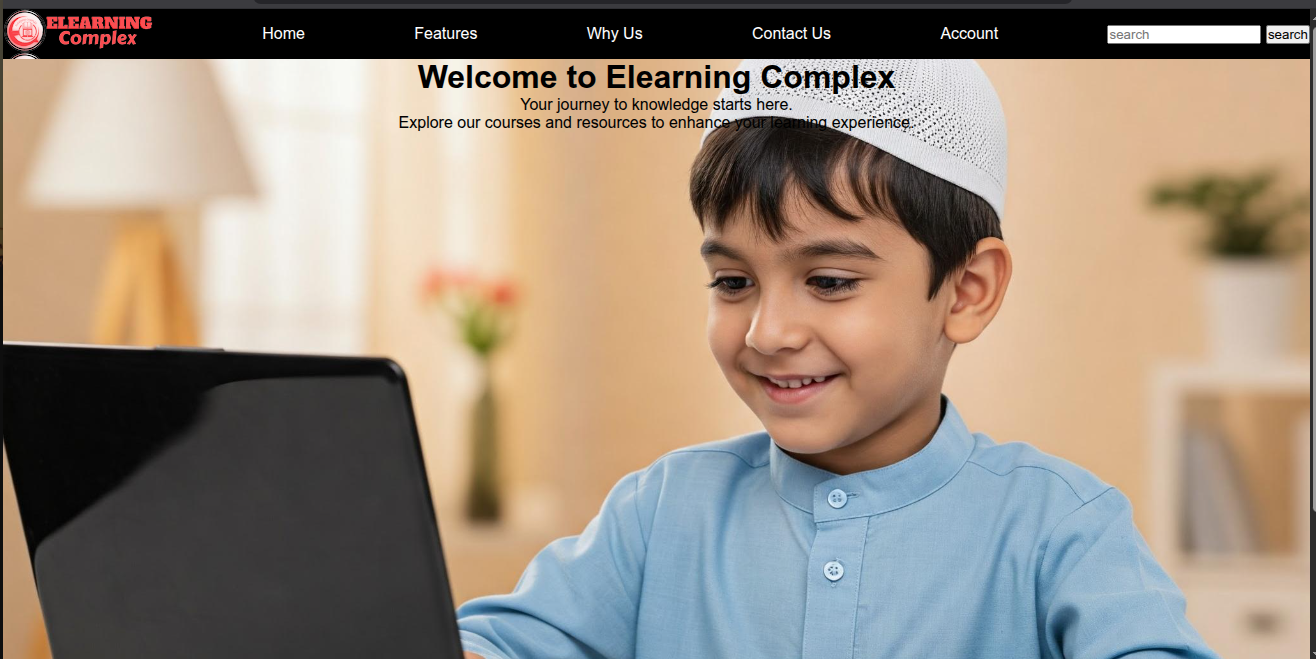 ELEARNING
Complex
Home
Features
Why Us
Contact Us
Account
search
search
Welcome to Elearning Complex
Your journey to knowledge starts here.
Explore our courses and resources to enhance your learning experience.